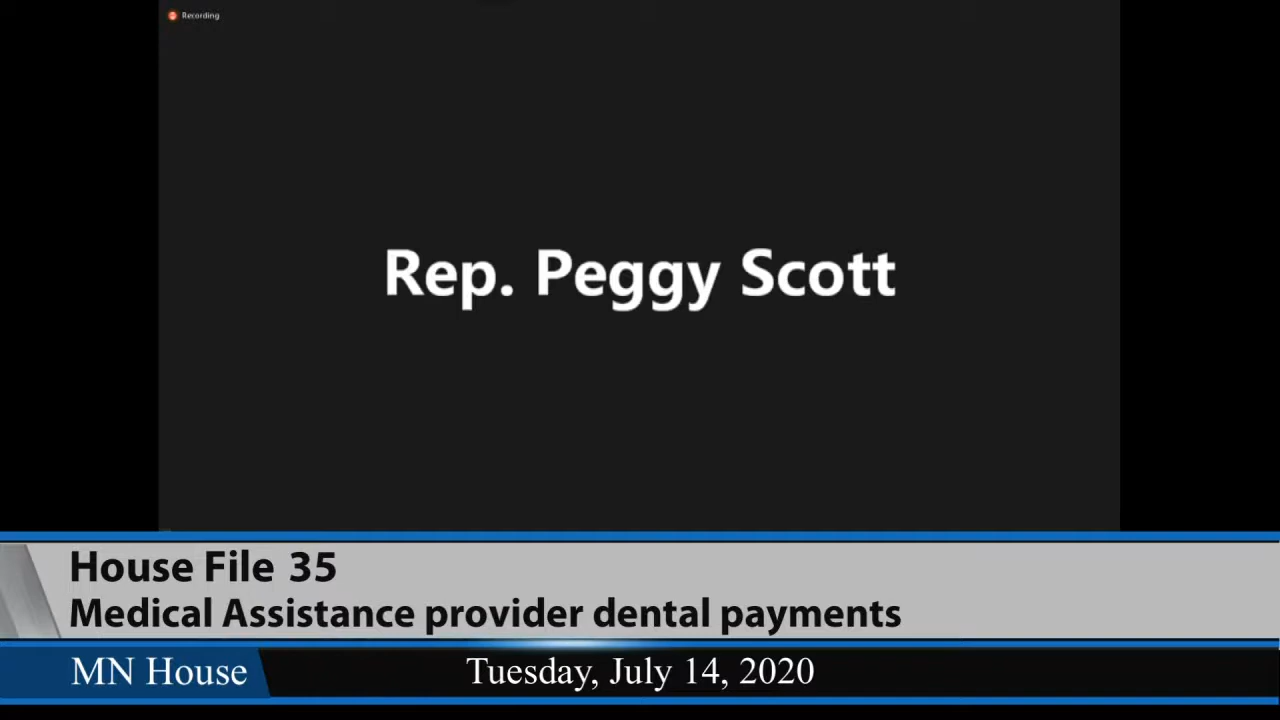 Recording
Rep. Peggy Scott
House File 35
Medical Assistance provider dental payments
MN House
Tuesday, July 14, 2020